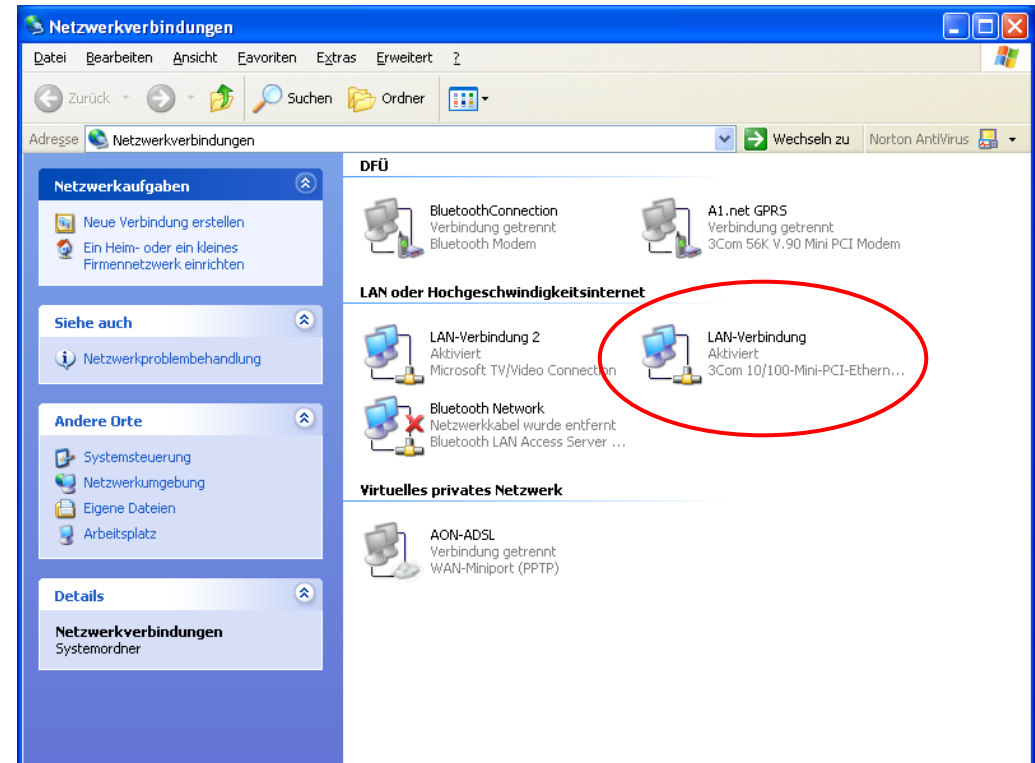 Netzwerkverbindungen
Datei Bearbeiten Ansicht Favoriten Extras Erweitert ?
Zurück Suchen Ordner
Adresse Netzwerkverbindungen Wechseln zu Norton AntiVirus
Netzwerkaufgaben
Neue Verbindung erstellen
Ein Heim- oder ein kleines
Firmennetzwerk einrichten
Siehe auch
Netzwerkproblembehandlung
Andere Orte
Systemsteuerung
Netzwerkumgebung
Eigene Dateien
Arbeitsplatz
Details
Netzwerkverbindungen
Systemordner
DFÜ
BluetoothConnection
Verbindung getrennt
Bluetooth Modem
A1.net GPRS
Verbindung getrennt
3Com 56K V.90 Mini PCI Modem
LAN oder Hochgeschwindigkeitsinternet
LAN-Verbindung 2
Aktiviert
Microsoft TV/Video Connection
LAN-Verbindung
Aktiviert
3Com 10/100-Mini-PCI-Ethern...
Bluetooth Network
Netzwerkkabel wurde entfernt
Bluetooth LAN Access Server ...
Virtuelles privates Netzwerk
AON-ADSL
Verbindung getrennt
WAN-Miniport (PPTP)